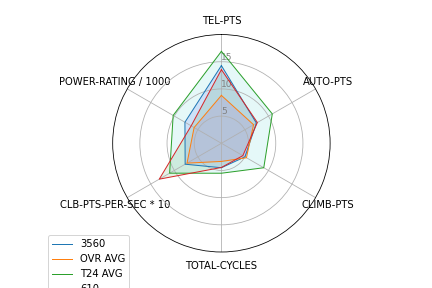 TEL-PTS
POWER-RATING / 1000
AUTO-PTS
15
10
5
CLB-PTS-PER-SEC * 10
CLIMB-PTS
TOTAL-CYCLES
3560
OVR AVG
T24 AVG